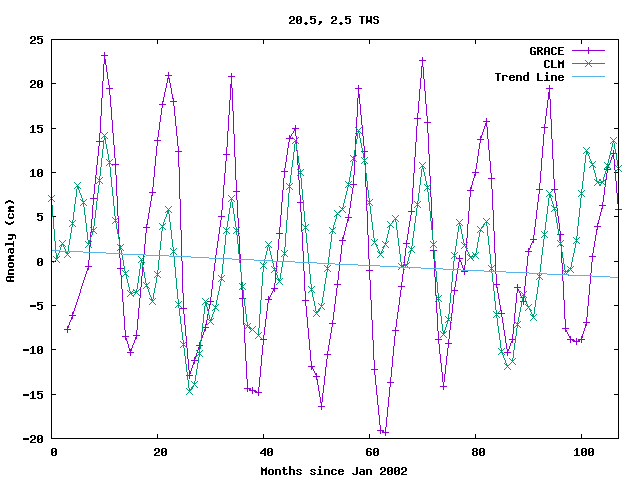 20.5, 2.5 TWS
GRACE
CLM
Trend Line
Anomaly (cm)
25
20
15
10
5
0
-5
-10
-15
-20
0 20 40 60 80 100
Months since Jan 2002